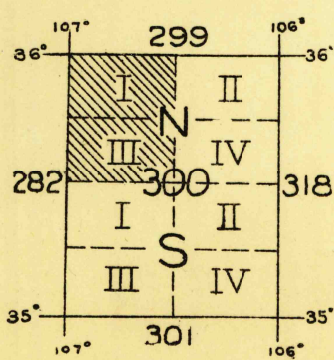 107° 299 106°
36° 36°
I II
N
III IV
282 300 318
I II
S
III IV
35° 35°
301
107° 106°